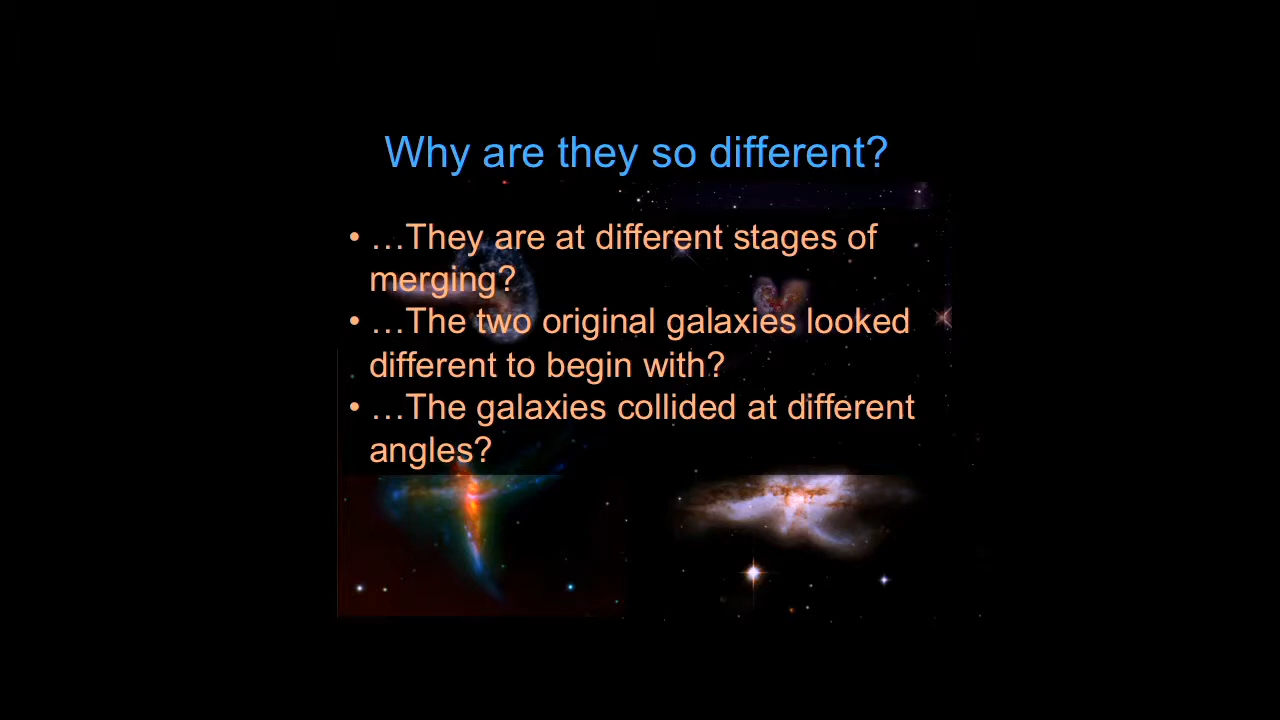 Why are they so different?
• …They are at different stages of
merging?
• …The two original galaxies looked
different to begin with?
• …The galaxies collided at different
angles?